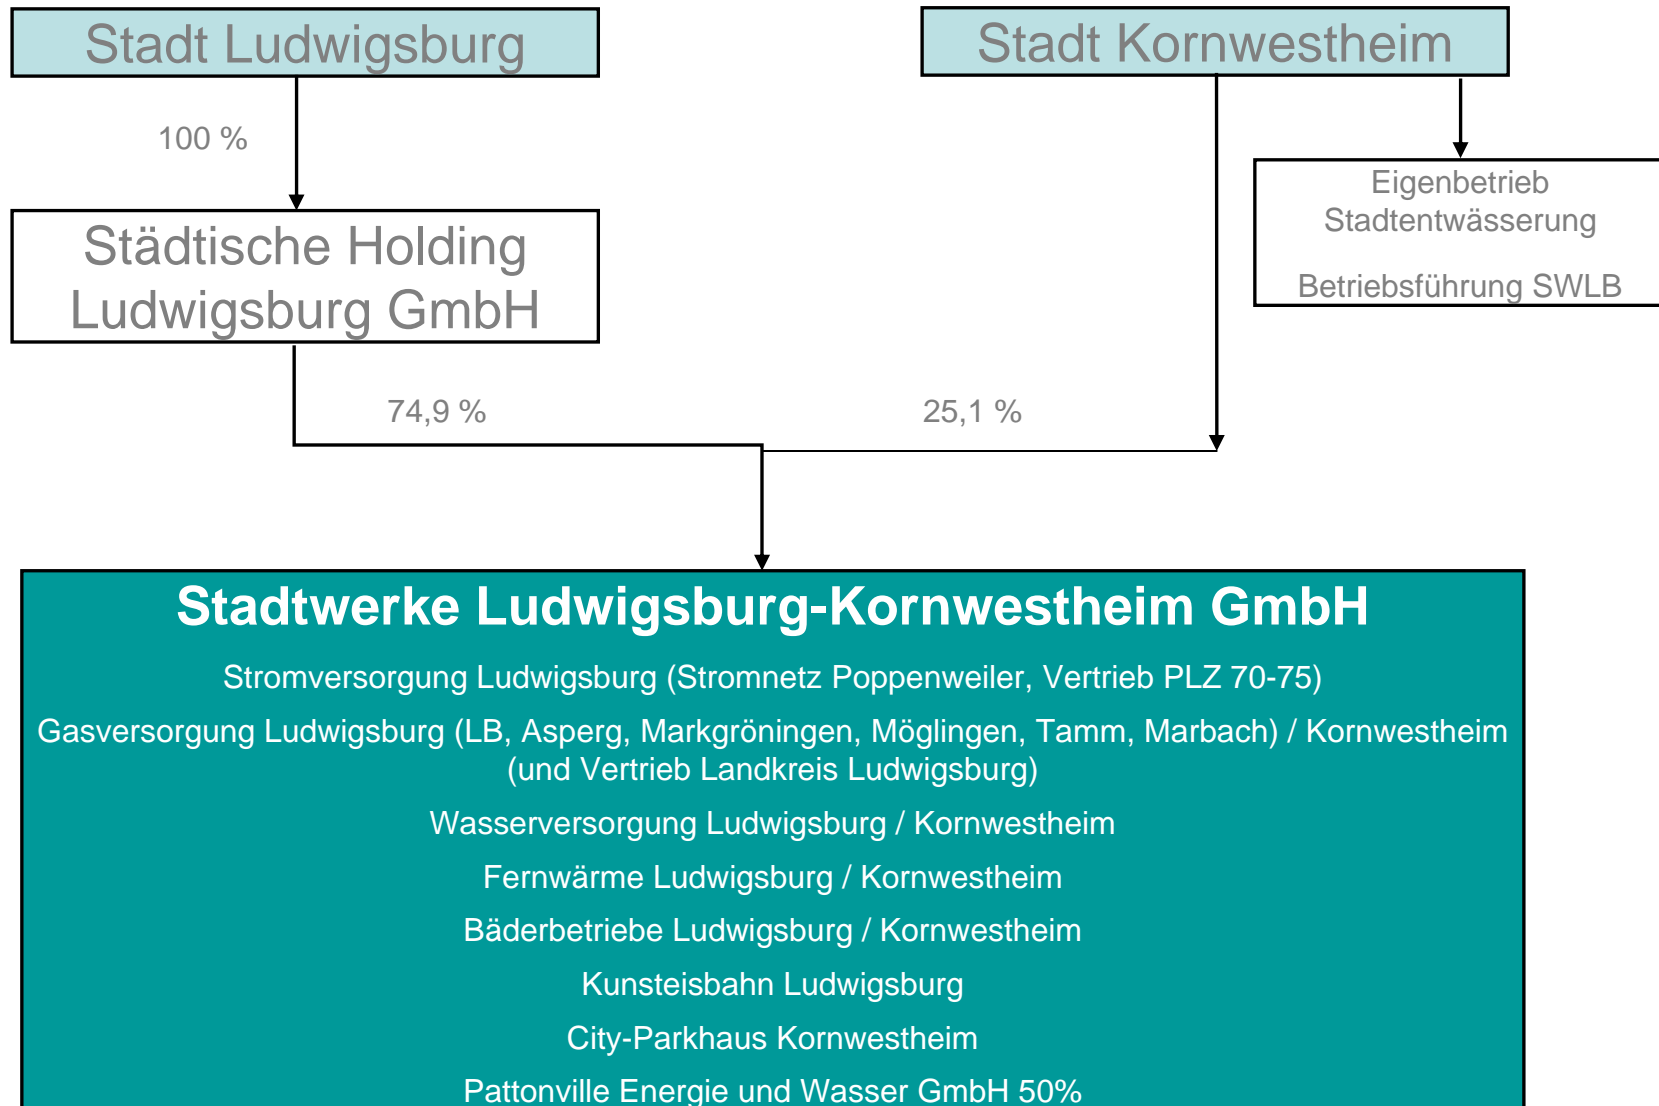 Stadt Ludwigsburg
Stadt Kornwestheim
100 %
Eigenbetrieb
Stadtentwässerung
Betriebsführung SWLB
Städtische Holding
Ludwigsburg GmbH
74,9 %
25,1 %
Stadtwerke Ludwigsburg-Kornwestheim GmbH
Stromversorgung Ludwigsburg (Stromnetz Poppenweiler, Vertrieb PLZ 70-75)
Gasversorgung Ludwigsburg (LB, Asperg, Markgröningen, Möglingen, Tamm, Marbach) / Kornwestheim
(und Vertrieb Landkreis Ludwigsburg)
Wasserversorgung Ludwigsburg / Kornwestheim
Fernwärme Ludwigsburg / Kornwestheim
Bäderbetriebe Ludwigsburg / Kornwestheim
Kunsteisbahn Ludwigsburg
City-Parkhaus Kornwestheim
Pattonville Energie und Wasser GmbH 50%